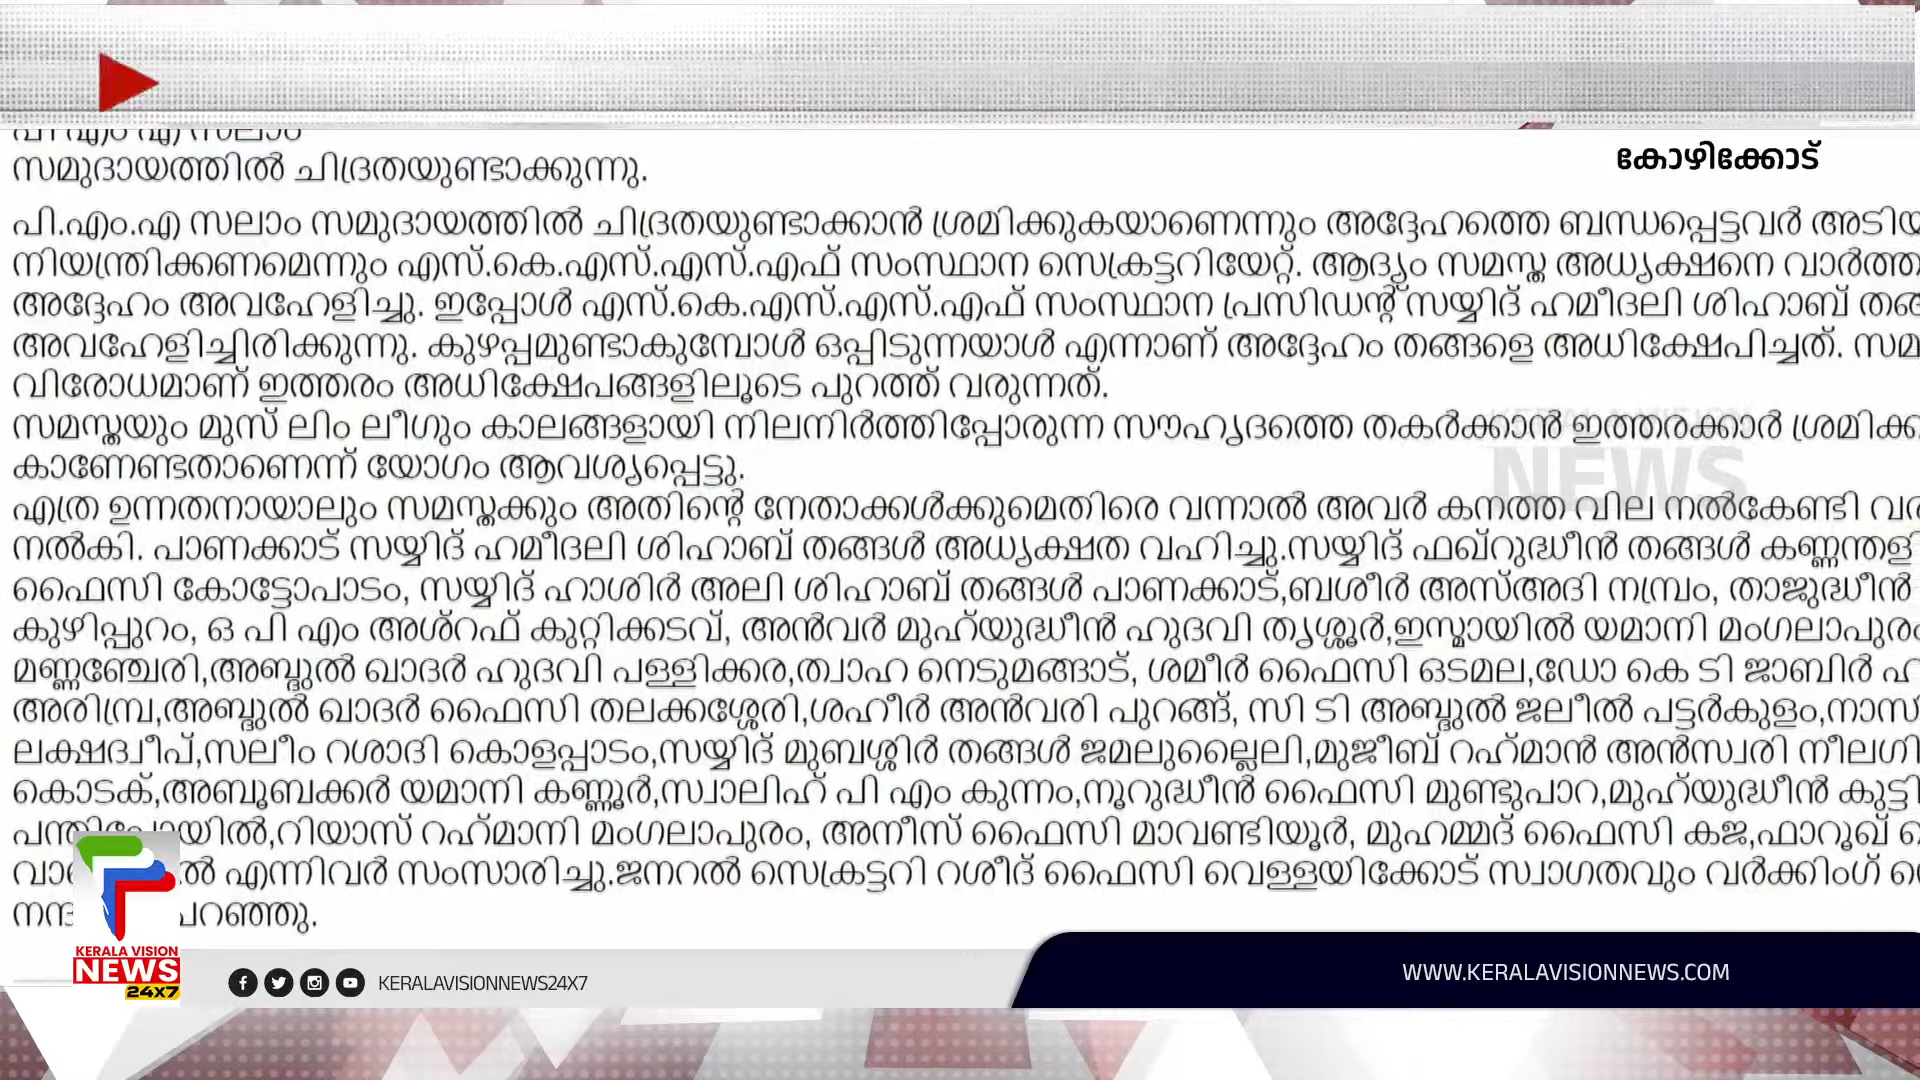 പി എം എ സലാം
സമുദായത്തിൽ ചിദ്രതയുണ്ടാക്കുന്നു.
കോഴിക്കോട്
പി.എം.എ സലാം സമുദായത്തിൽ ചിദ്രതയുണ്ടാക്കാൻ ശ്രമിക്കുകയാണെന്നും അദ്ദേഹത്തെ ബന്ധപ്പെട്ടവർ
നിയന്ത്രിക്കണമെന്നും എസ്.കെ.എസ്.എസ്.എഫ് സംസ്ഥാന സെക്രട്ടറിയേറ്റ്. ആദ്യം സമസ്ത അധ്യക്ഷനെ
അദ്ദേഹം അവഹേളിച്ചു. ഇപ്പോൾ എസ്.കെ.എസ്.എസ്.എഫ് സംസ്ഥാന പ്രസിഡന്റ് സയ്യിദ് ഹമീദലി ശിഹാബ്
അവഹേളിച്ചിരിക്കുന്നു. കുഴപ്പമുണ്ടാകുമ്പോൾ ഒപ്പിടുന്നയാൾ എന്നാണ് അദ്ദേഹം തങ്ങളെ അധിക്ഷേപിച്ചത്.
വിരോധമാണ് ഇത്തരം അധിക്ഷേപങ്ങളിലൂടെ പുറത്ത് വരുന്നത്.
സമസ്തയും മുസ് ലിം ലീഗും കാലങ്ങളായി നിലനിർത്തിപ്പോരുന്ന സൗഹൃദത്തെ തകർക്കാൻ ഇത്തരക്കാർ
കാണേണ്ടതാണെന്ന് യോഗം ആവശ്യപ്പെട്ടു.
എത്ര ഉന്നതനായാലും സമസ്തക്കും അതിന്റെ നേതാക്കൾക്കുമെതിരെ വന്നാൽ അവർ കനത്ത വില നൽകേണ്ടി
നൽകി. പാണക്കാട് സയ്യിദ് ഹമീദലി ശിഹാബ് തങ്ങൾ അധ്യക്ഷത വഹിച്ചു.സയ്യിദ് ഫഖ്റുദ്ധീൻ തങ്ങൾ
ഫൈസി കോട്ടോപാടം, സയ്യിദ് ഹാശിർ അലി ശിഹാബ് തങ്ങൾ പാണക്കാട്,ബശീർ അസ്അദി നമ്പ്രം, താജുദ്ധീൻ
കുഴിപ്പുറം, ഒ പി എം അശ്റഫ് കുറ്റിക്കടവ്, അൻവർ മുഹ്‌യുദ്ധീൻ ഹുദവി തൃശ്ശൂർ,ഇസ്മായിൽ യമാനി മംഗലാപുരം
മണ്ണഞ്ചേരി,അബ്ദുൽ ഖാദർ ഹുദവി പള്ളിക്കര,ത്വാഹ നെടുമങ്ങാട്, ശമീർ ഫൈസി ഒടമല,ഡോ കെ ടി ജാബിർ
അരിമ്പ്ര,അബ്ദുൽ ഖാദർ ഫൈസി തലക്കശ്ശേരി,ശഹീർ അൻവരി പുറങ്ങ്, സി ടി അബ്ദുൽ ജലീൽ പട്ടർകുളം,
ലക്ഷദ്വീപ്,സലീം റശാദി കൊളപ്പാടം,സയ്യിദ് മുബശ്ശിർ തങ്ങൾ ജമലുല്ലൈലി,മുജീബ് റഹ്‌മാൻ അൻസ്വരി
കൊടക്,അബൂബക്കർ യമാനി കണ്ണൂർ,സ്വാലിഹ് പി എം കുന്നം,നൂറുദ്ധീൻ ഫൈസി മുണ്ടുപാറ,മുഹ്‌യുദ്ധീൻ കുട്ടി
റിയാസ് റഹ്‌മാനി മംഗലാപുരം, അനീസ് ഫൈസി മാവണ്ടിയൂർ, മുഹമ്മദ് ഫൈസി കജ,ഫാറൂഖ്
എന്നിവർ സംസാരിച്ചു.ജനറൽ സെക്രട്ടറി റശീദ് ഫൈസി വെള്ളയിക്കോട് സ്വാഗതവും വർക്കിംഗ്
പറഞ്ഞു.
NEWS
KERALA VISION
NEWS
24X7
KERALAVISIONNEWS24X7
WWW.KERALAVISIONNEWS.COM